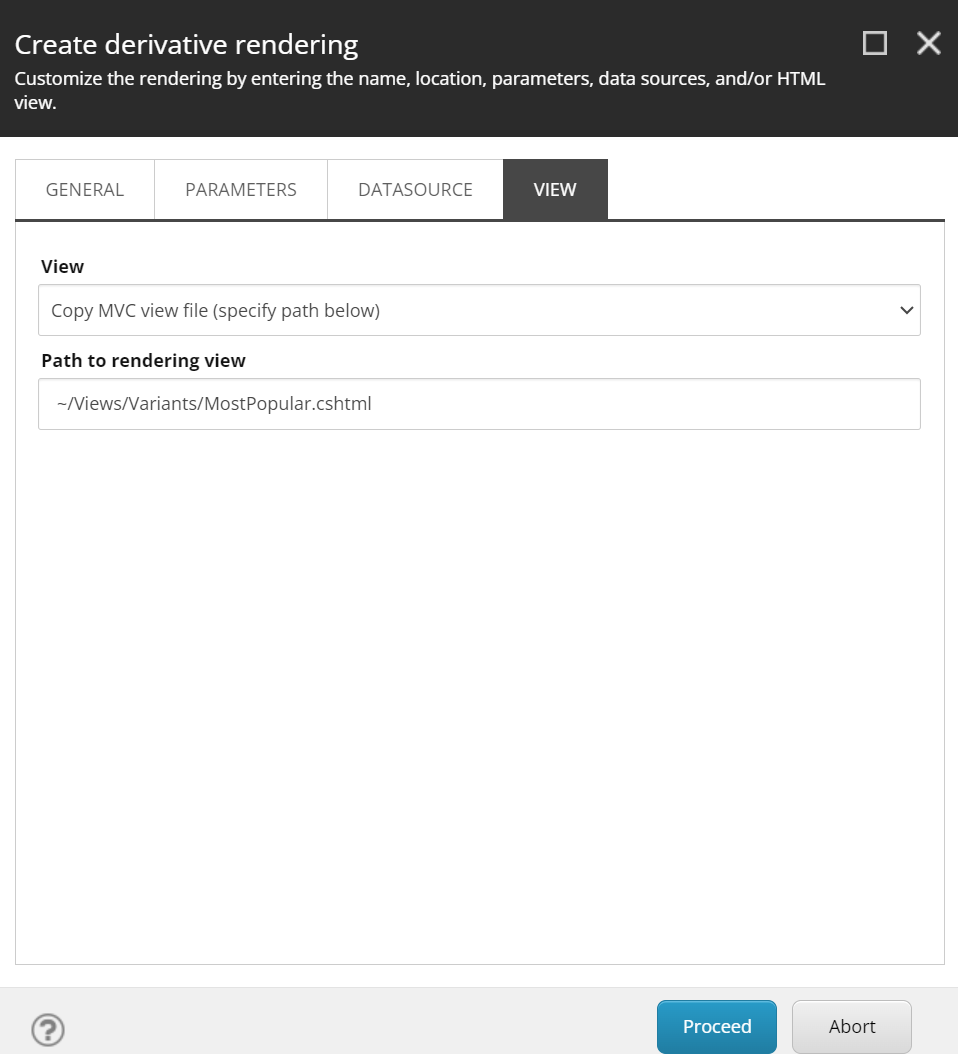 Create derivative rendering
Customize the rendering by entering the name, location, parameters, data sources, and/or HTML
view.
GENERAL PARAMETERS DATASOURCE VIEW
View
Copy MVC view file (specify path below)
Path to rendering view
~/Views/Variants/MostPopular.cshtml
? Proceed Abort